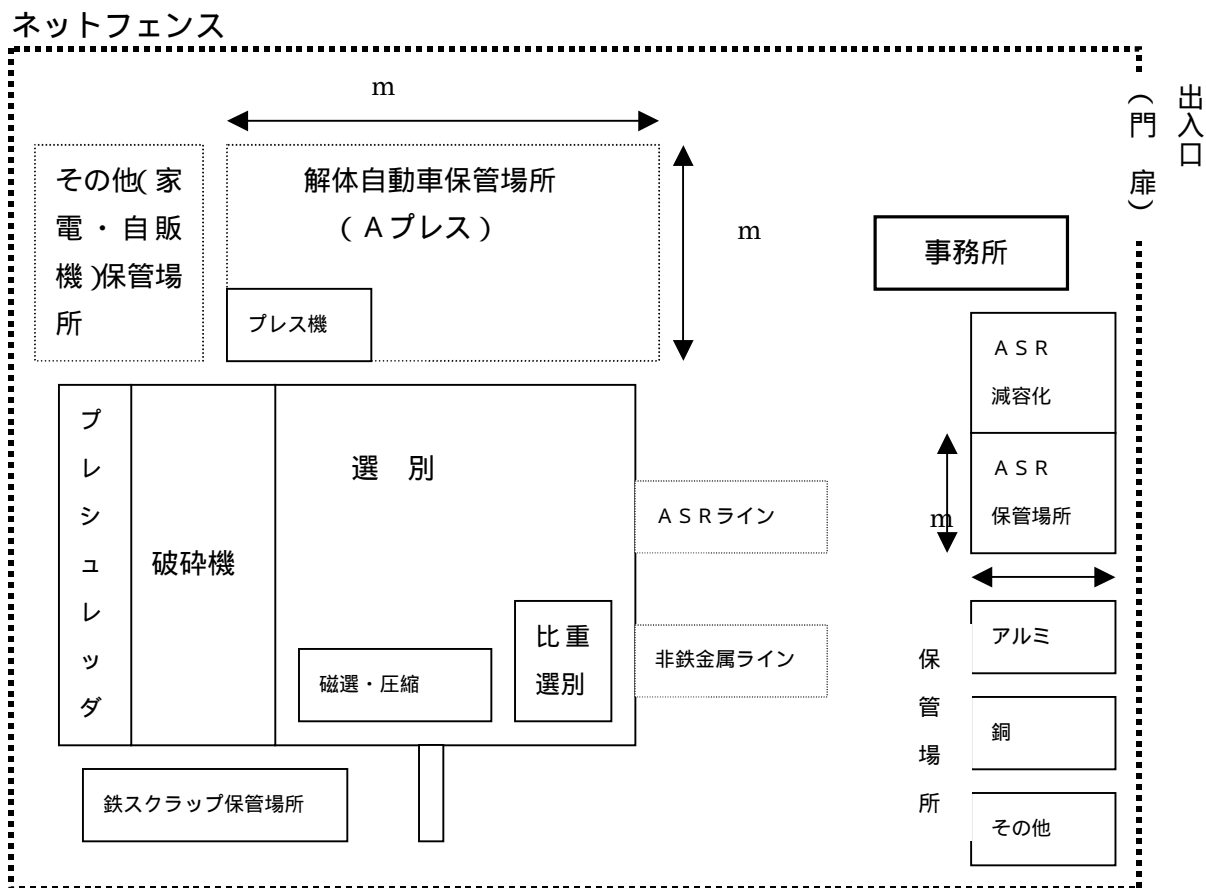 ネットフェンス
m
出入口
（門 扉）
その他（家
電・自販
機）保管場
所
解体自動車保管場所
（Ａプレス）
m
事務所
プレス機
ＡＳＲ
減容化
プレシュレッダ
破砕機
選 別
ＡＳＲライン
m
ＡＳＲ
保管場所
比重
選別
非鉄金属ライン
磁選・圧縮
保管場所
アルミ
銅
その他
鉄スクラップ保管場所